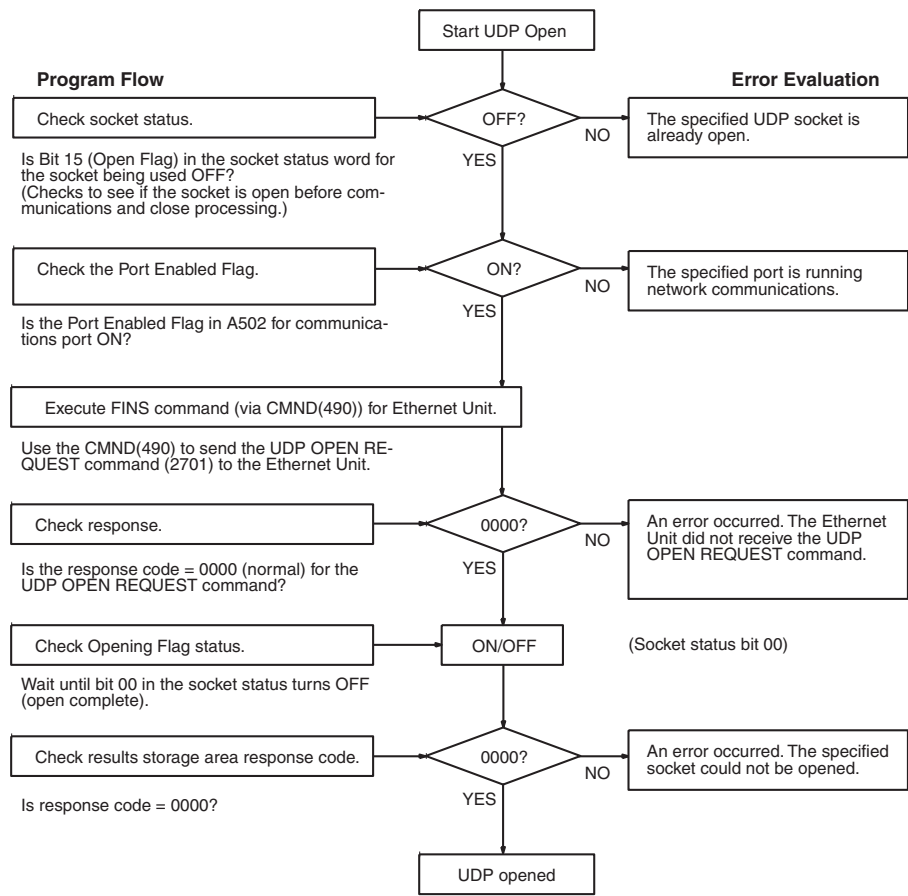 Start UDP Open
Program Flow
Error Evaluation
Check socket status.
OFF?
NO
The specified UDP socket is
already open.
YES
Is Bit 15 (Open Flag) in the socket status word for
the socket being used OFF?
(Checks to see if the socket is open before com-
munications and close processing.)
Check the Port Enabled Flag.
ON?
NO
The specified port is running
network communications.
YES
Is the Port Enabled Flag in A502 for communica-
tions port ON?
Execute FINS command (via CMND(490)) for Ethernet Unit.
Use the CMND(490) to send the UDP OPEN RE-
QUEST command (2701) to the Ethernet Unit.
Check response.
0000?
NO
An error occurred. The Ethernet
Unit did not receive the UDP
OPEN REQUEST command.
YES
Is the response code = 0000 (normal) for the
UDP OPEN REQUEST command?
Check Opening Flag status.
ON/OFF
(Socket status bit 00)
Wait until bit 00 in the socket status turns OFF
(open complete).
Check results storage area response code.
0000?
NO
An error occurred. The specified
socket could not be opened.
YES
Is response code = 0000?
UDP opened